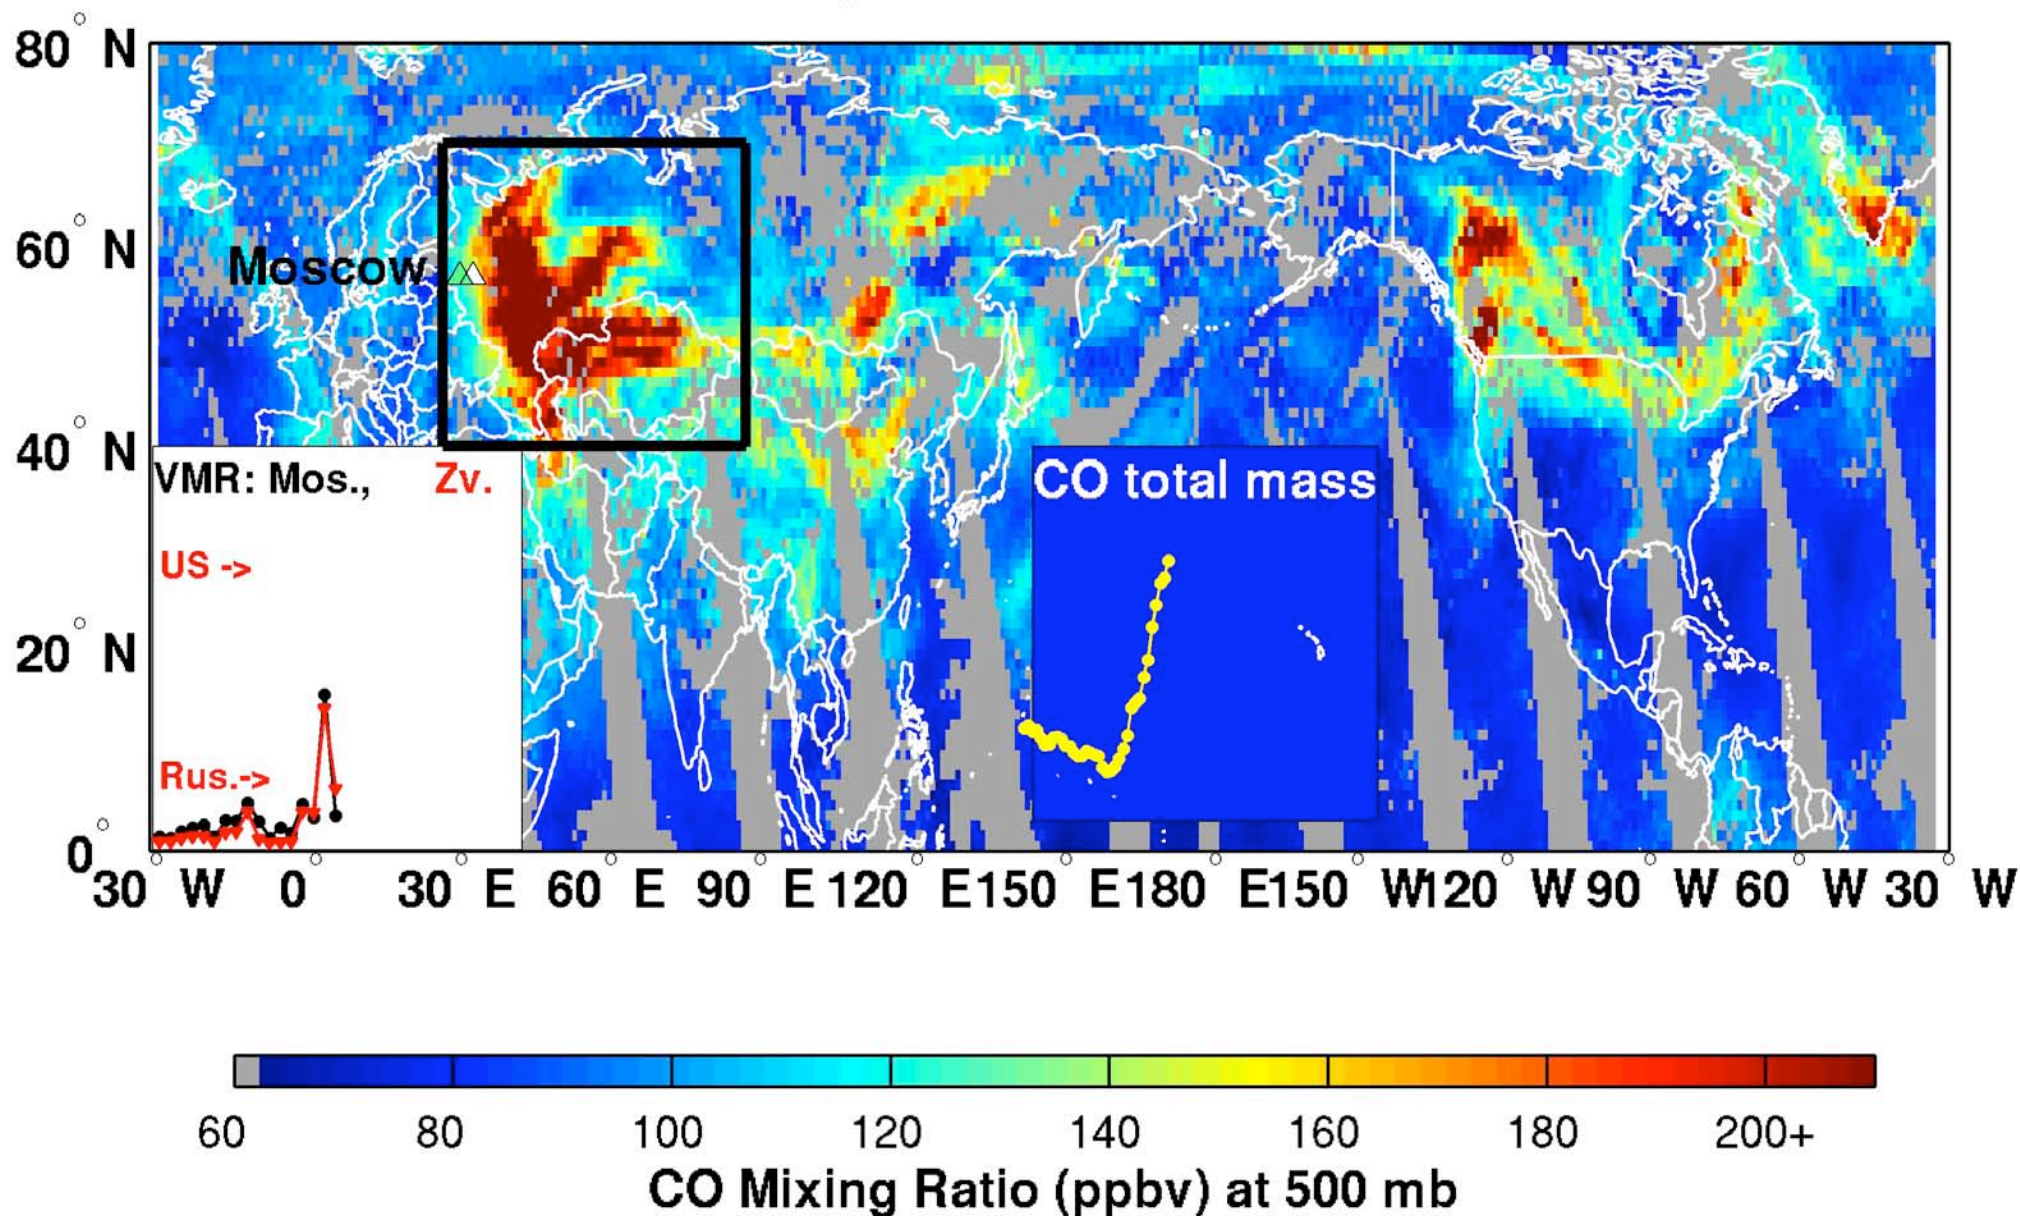 80° N
60° N
Moscow
40° N
VMR: Mos., Zv.
CO total mass
US ->
20° N
Rus.->
0°
30° W 0° 30° E 60° E 90° E 120° E 150° E 180° E 150° W 120° W 90° W 60° W 30° W
60 80 100 120 140 160 180 200+
CO Mixing Ratio (ppbv) at 500 mb